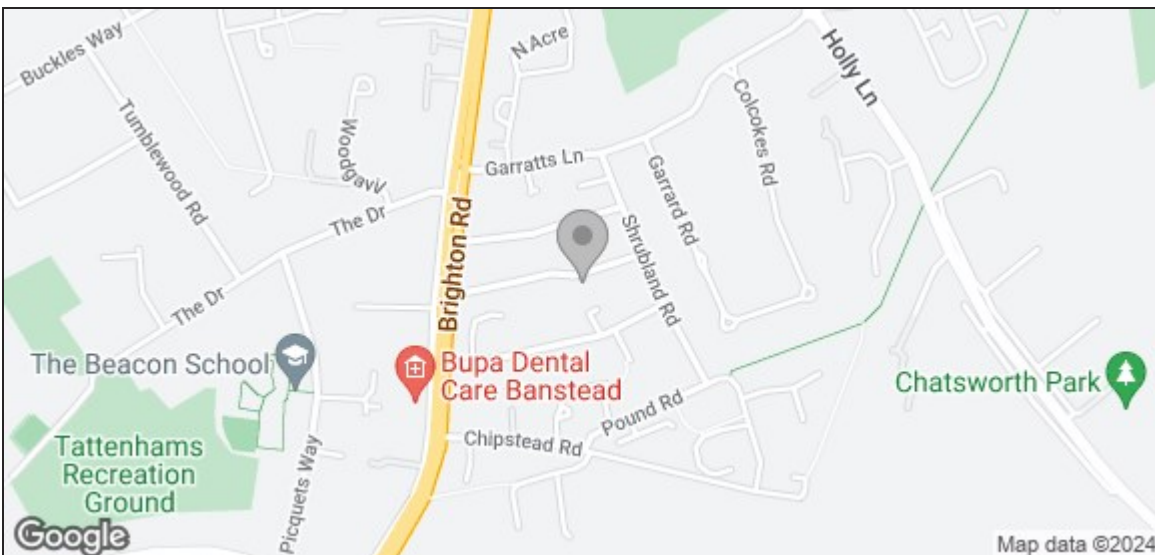 Buckles Way
N Acre
Holly Ln
Tumblewood Rd
Woodgavil
Garratts Ln
Colcokes Rd
Garrard Rd
The Dr
Shrubland Rd
Brighton Rd
The Dr
The Beacon School
Bupa Dental
Care Banstead
Chatsworth Park
Pound Rd
Chipstead Rd
Tattenhams
Recreation
Ground
Picquets Way
Google
Map data ©2024